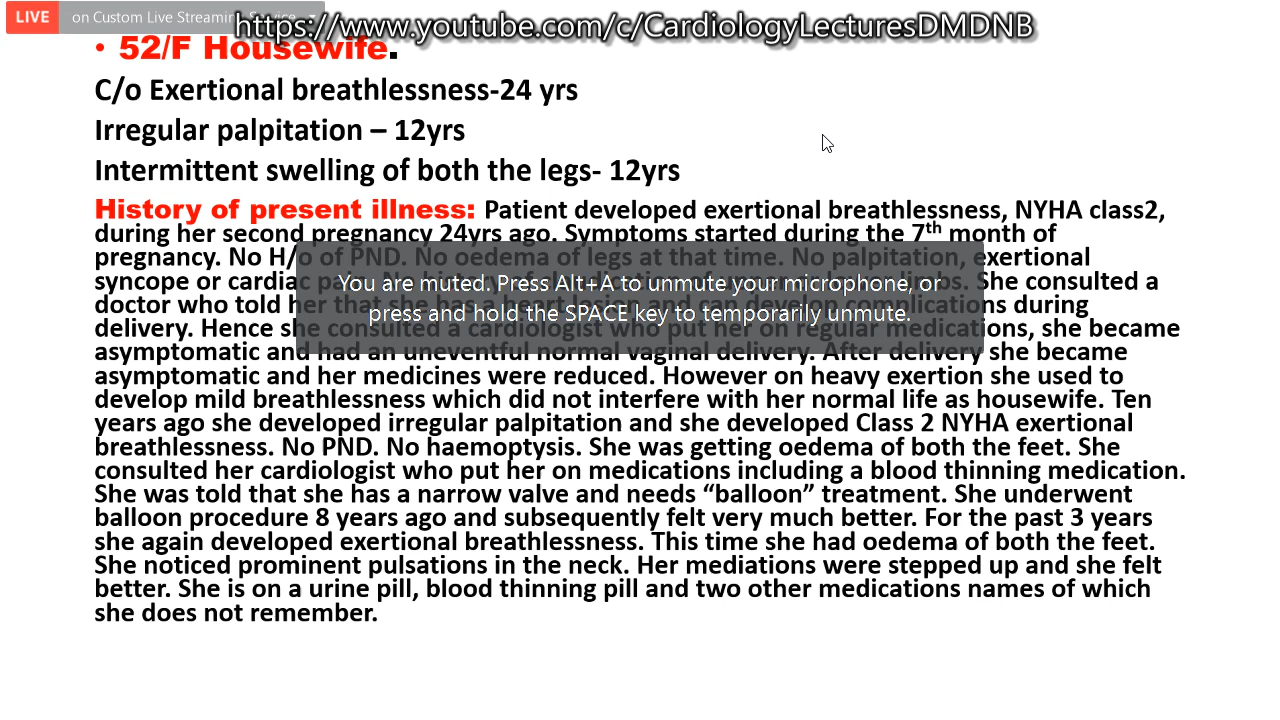 LIVE on Custom Live Streaming Service
https://www.youtube.com/c/CardiologyLecturesDMDNB
• 52/F Housewife.
C/o Exertional breathlessness-24 yrs
Irregular palpitation – 12yrs
Intermittent swelling of both the legs- 12yrs
History of present illness: Patient developed exertional breathlessness, NYHA class2,
during her second pregnancy 24yrs ago. Symptoms started during the 7th month of
pregnancy. No H/o of PND. No oedema of legs at that time. No palpitation, exertional
syncope or cardiac She consulted a
You are muted. Press Alt+A to unmute your microphone, or
doctor who told her that she has a heart and can develop complications during
press and hold the SPACE key to temporarily unmute.
delivery. Hence she consulted a cardiologist who put her on regular medications, she became
asymptomatic and had an uneventful normal vaginal delivery. After delivery she became
asymptomatic and her medicines were reduced. However on heavy exertion she used to
develop mild breathlessness which did not interfere with her normal life as housewife. Ten
years ago she developed irregular palpitation and she developed Class 2 NYHA exertional
breathlessness. No PND. No haemoptysis. She was getting oedema of both the feet. She
consulted her cardiologist who put her on medications including a blood thinning medication.
She was told that she has a narrow valve and needs “balloon” treatment. She underwent
balloon procedure 8 years ago and subsequently felt very much better. For the past 3 years
she again developed exertional breathlessness. This time she had oedema of both the feet.
She noticed prominent pulsations in the neck. Her mediations were stepped up and she felt
better. She is on a urine pill, blood thinning pill and two other medications names of which
she does not remember.